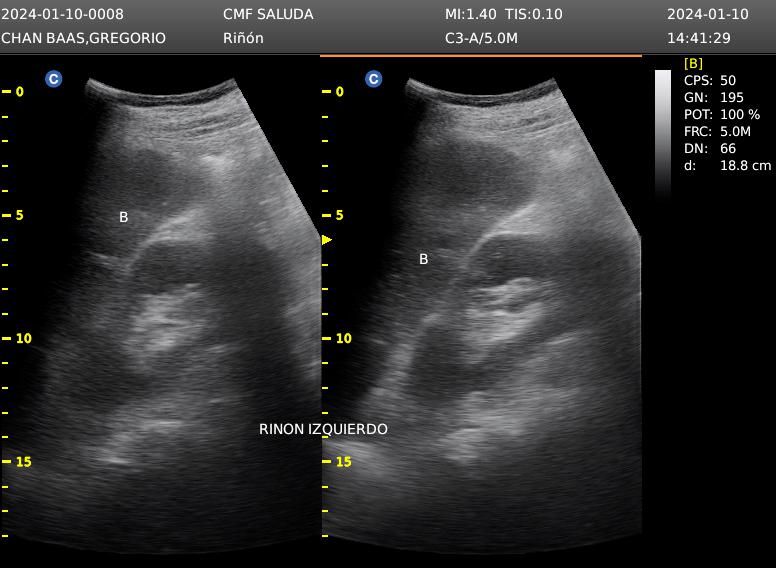 2024-01-10-0008 CMF SALUDA MI:1.40 TIS:0.10 2024-01-10
CHAN BAAS,GREGORIO Riñón C3-A/5.0M 14:41:29
[B]
C C
CPS: 50
0 0
GN: 195
POT: 100 %
FRC: 5.0M
DN: 66
d: 18.8 cm
5 B 5
B
10 10
RINON IZQUIERDO
15 15